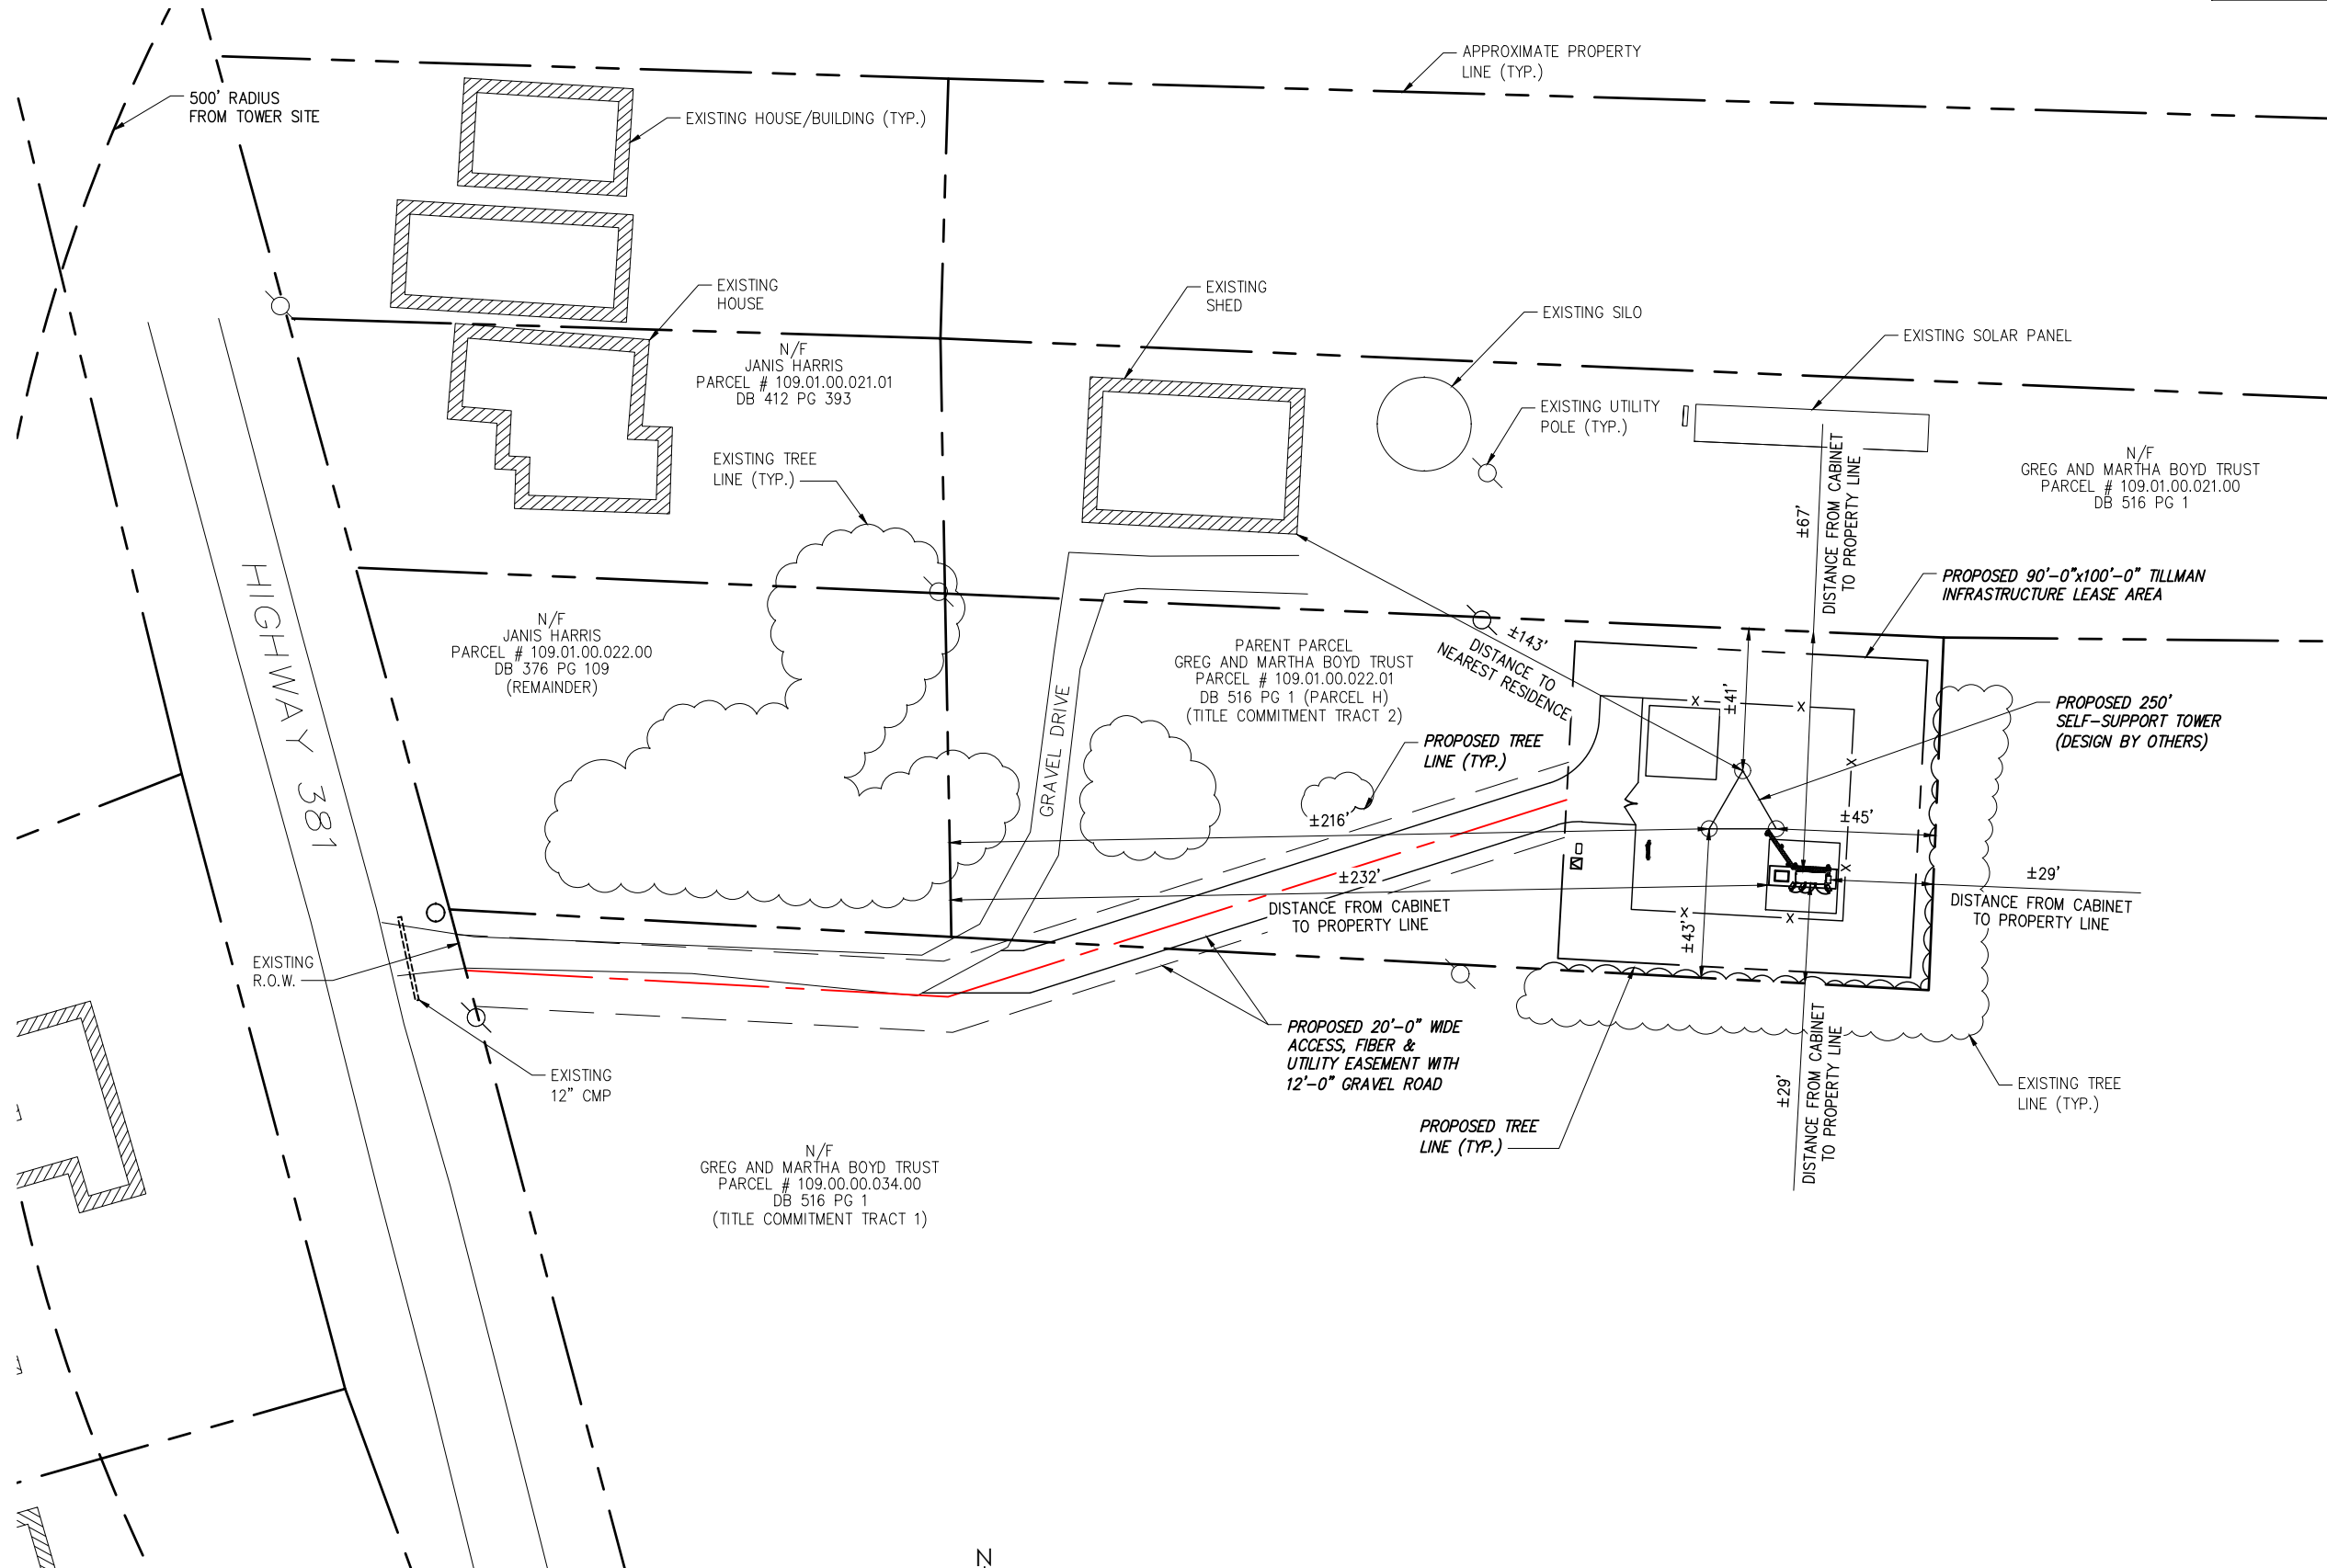 APPROXIMATE PROPERTY
LINE (TYP.)
500' RADIUS
FROM TOWER SITE
EXISTING HOUSE/BUILDING (TYP.)
EXISTING
HOUSE
EXISTING
SHED
EXISTING SILO
EXISTING SOLAR PANEL
N/F
JANIS HARRIS
PARCEL # 109.01.00.021.01
DB 412 PG 393
EXISTING UTILITY
POLE (TYP.)
EXISTING TREE
LINE (TYP.)
N/F
GREG AND MARTHA BOYD TRUST
PARCEL # 109.01.00.021.00
DB 516 PG 1
±67'
DISTANCE FROM CABINET
TO PROPERTY LINE
PROPOSED 90'-0"x100'-0" TILLMAN
INFRASTRUCTURE LEASE AREA
HIGHWAY 381
N/F
JANIS HARRIS
PARCEL # 109.01.00.022.00
DB 376 PG 109
(REMAINDER)
GRAVEL DRIVE
PARENT PARCEL
GREG AND MARTHA BOYD TRUST
PARCEL # 109.01.00.022.01
DB 516 PG 1 (PARCEL H)
(TITLE COMMITMENT TRACT 2)
±143'
DISTANCE TO
NEAREST RESIDENCE
±41'
X
X
X
X
X
X
PROPOSED 250'
SELF-SUPPORT TOWER
(DESIGN BY OTHERS)
PROPOSED TREE
LINE (TYP.)
±216'
±45'
±232'
DISTANCE FROM CABINET
TO PROPERTY LINE
±29'
DISTANCE FROM CABINET
TO PROPERTY LINE
±43'
EXISTING
R.O.W.
PROPOSED 20'-0" WIDE
ACCESS, FIBER &
UTILITY EASEMENT WITH
12'-0" GRAVEL ROAD
±29'
DISTANCE FROM CABINET
TO PROPERTY LINE
EXISTING
12" CMP
EXISTING TREE
LINE (TYP.)
PROPOSED TREE
LINE (TYP.)
N/F
GREG AND MARTHA BOYD TRUST
PARCEL # 109.00.00.034.00
DB 516 PG 1
(TITLE COMMITMENT TRACT 1)
N